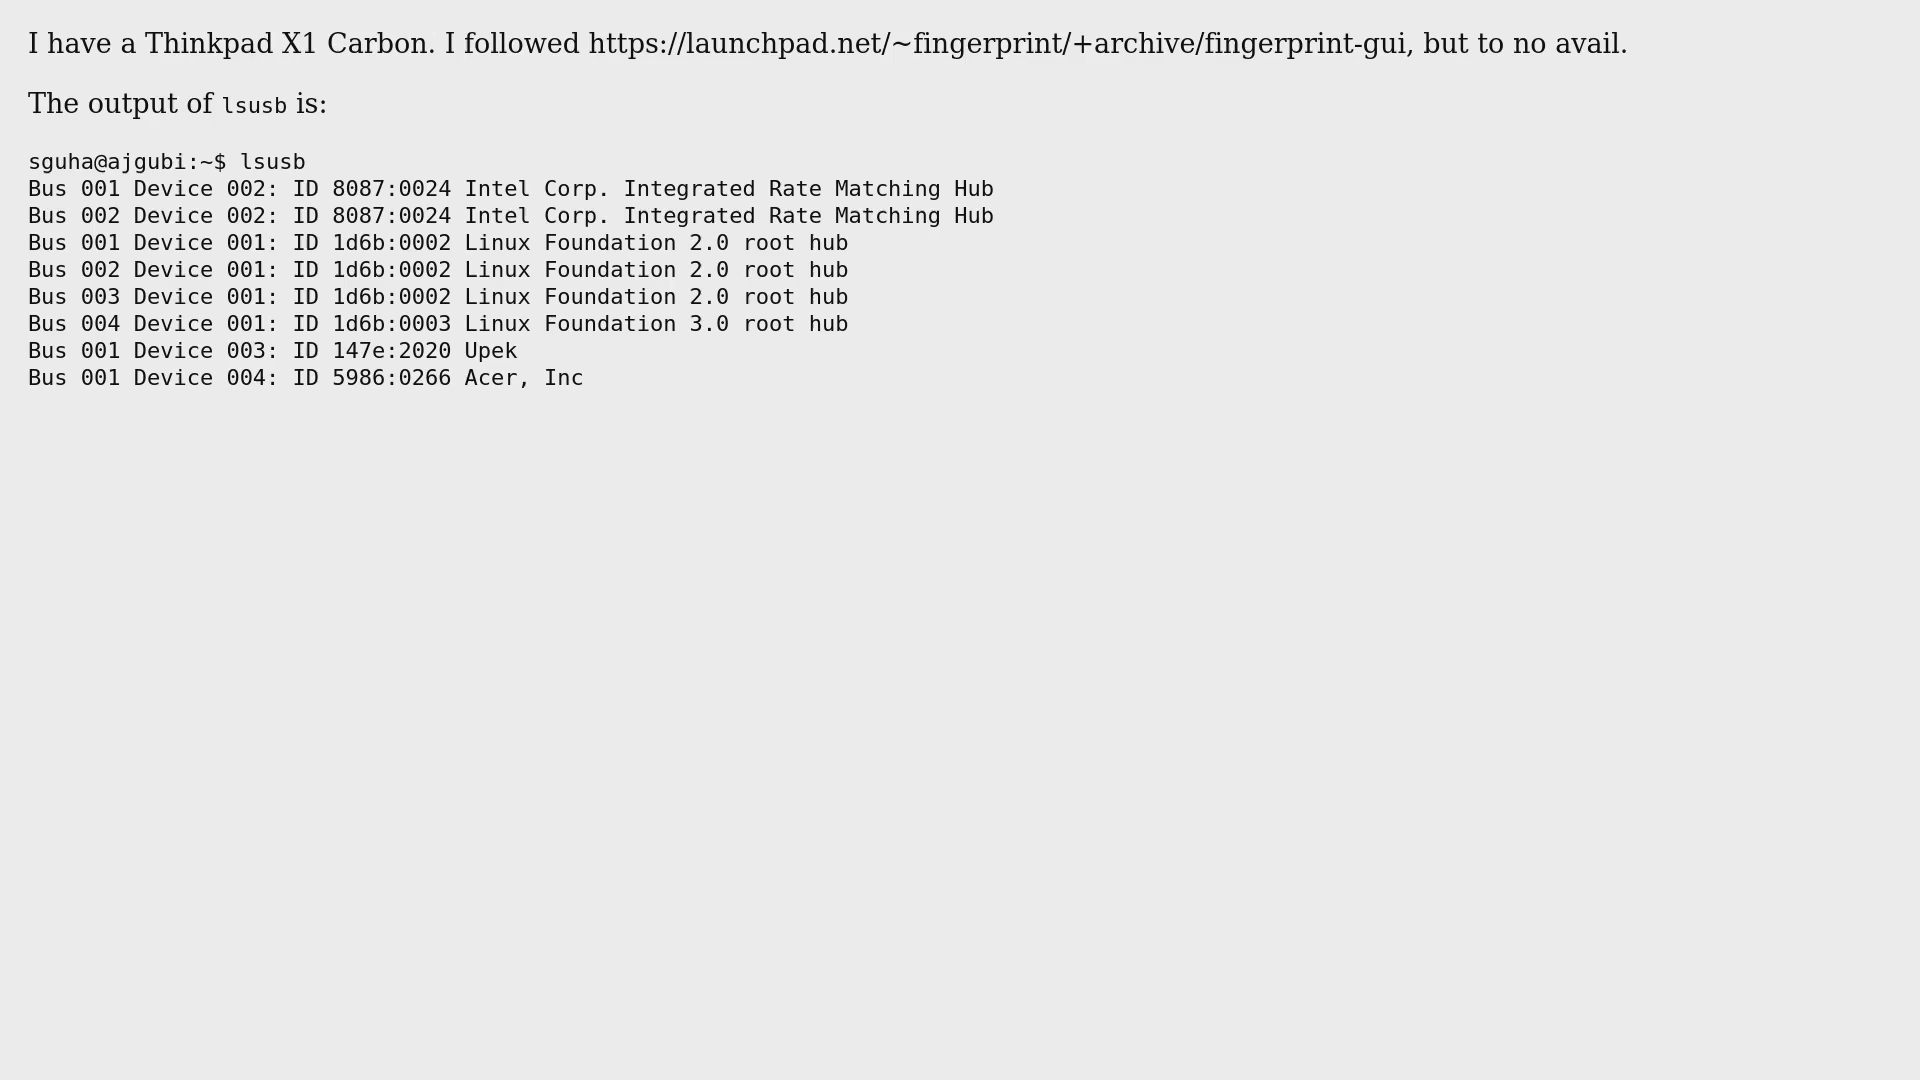 I have a Thinkpad X1 Carbon. I followed https://launchpad.net/~fingerprint/+archive/fingerprint-gui, but to no avail.
The output of lsusb is:
sguha@ajgubi:~$ lsusb
Bus 001 Device 002: ID 8087:0024 Intel Corp. Integrated Rate Matching Hub
Bus 002 Device 002: ID 8087:0024 Intel Corp. Integrated Rate Matching Hub
Bus 001 Device 001: ID 1d6b:0002 Linux Foundation 2.0 root hub
Bus 002 Device 001: ID 1d6b:0002 Linux Foundation 2.0 root hub
Bus 003 Device 001: ID 1d6b:0002 Linux Foundation 2.0 root hub
Bus 004 Device 001: ID 1d6b:0003 Linux Foundation 3.0 root hub
Bus 001 Device 003: ID 147e:2020 Upek
Bus 001 Device 004: ID 5986:0266 Acer, Inc